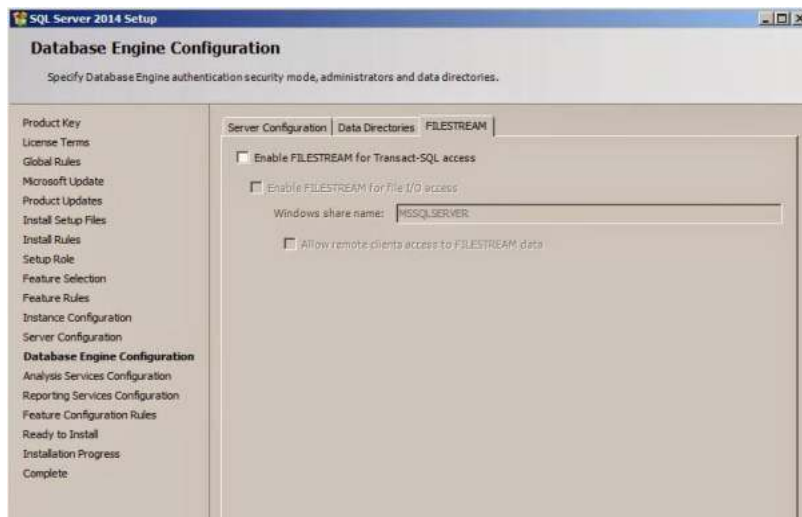 SQL Server 2014 Setup
Database Engine Configuration
Specify Database Engine authentication security mode, administrators and data directories.
Product Key
License Terms
Global Rules
Microsoft Update
Product Updates
Install Setup Files
Install Rules
Setup Role
Feature Selection
Feature Rules
Instance Configuration
Server Configuration
Database Engine Configuration
Analysis Services Configuration
Reporting Services Configuration
Feature Configuration Rules
Ready to Install
Installation Progress
Complete
Server Configuration Data Directories FILESTREAM
Enable FILESTREAM for Transact-SQL access
Enable FILESTREAM for file I/O access
Windows share name: MSSQLSERVER
Allow remote clients access to FILESTREAM data